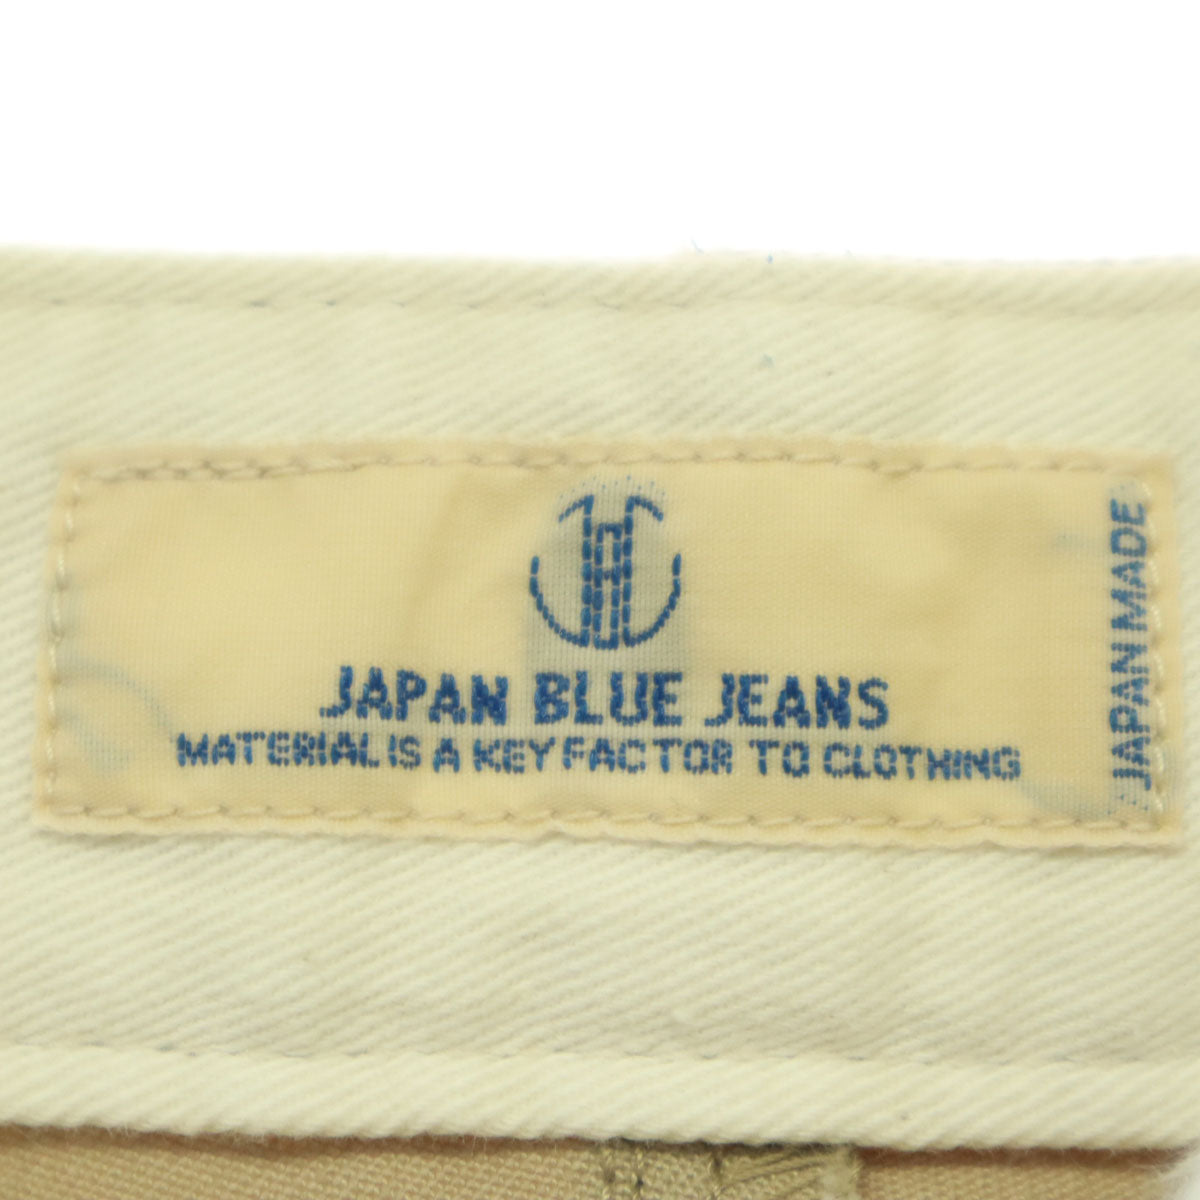 JAPAN BLUE JEANS
MATERIAL IS A KEY FACTOR TO CLOTHING
JAPAN MADE